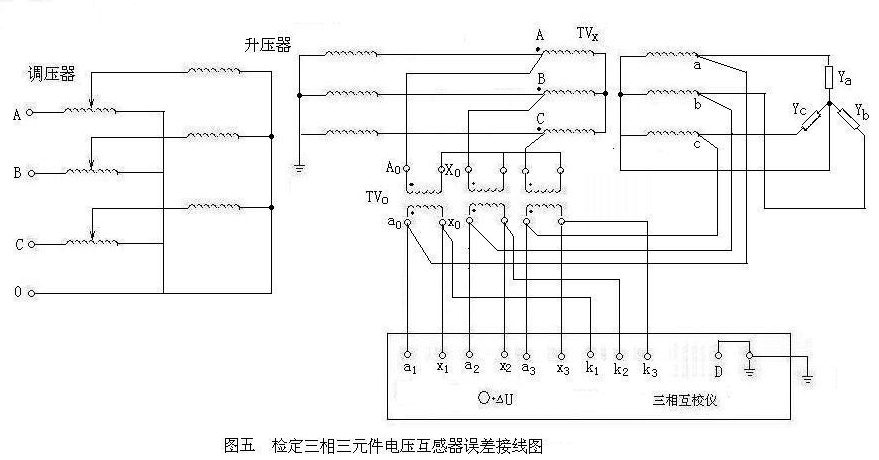 升压器
A
TVx
调压器
a
Ya
A
B
b
Yc
Yb
C
c
B
A0
X0
TV0
a0
x0
C
0
a1
x1
a2
x2
a3
x3
k1
k2
k3
D
○·ΔU
三相互校仪
图五 检定三相三元件电压互感器误差接线图